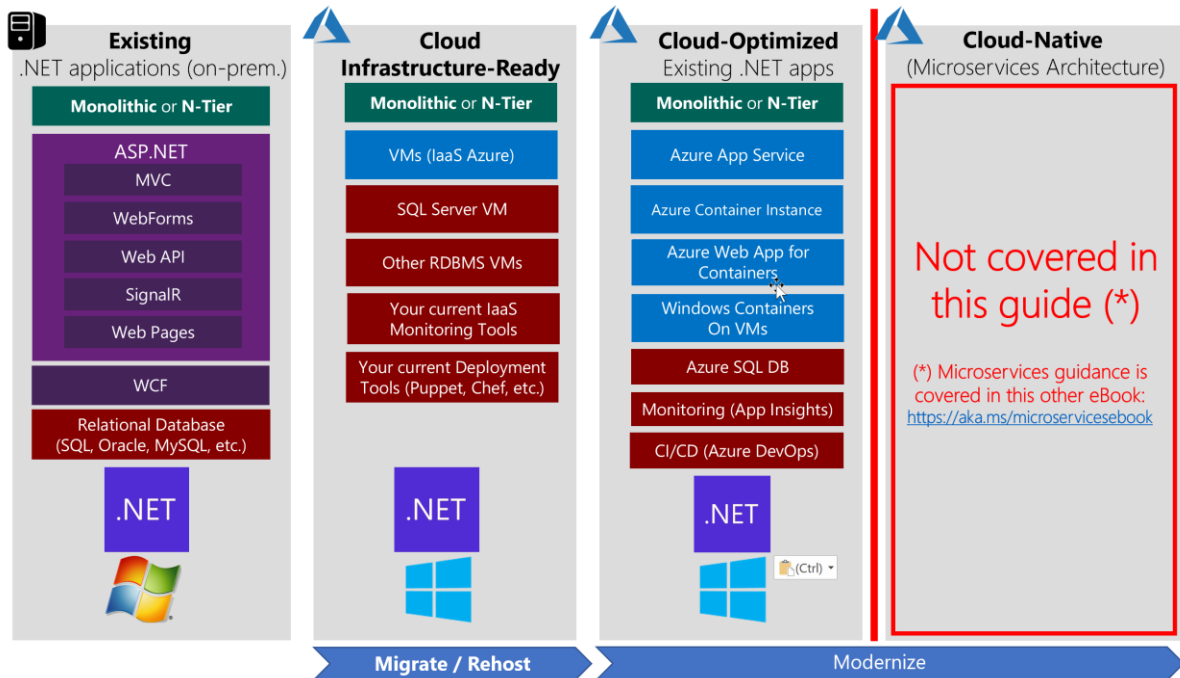 Existing
.NET applications (on-prem.)
Monolithic or N-Tier
ASP.NET
MVC
WebForms
Web API
SignalR
Web Pages
WCF
Relational Database
(SQL, Oracle, MySQL, etc.)
.NET
Cloud
Infrastructure-Ready
Monolithic or N-Tier
VMs (IaaS Azure)
SQL Server VM
Other RDBMS VMs
Your current IaaS
Monitoring Tools
Your current Deployment
Tools (Puppet, Chef, etc.)
.NET
Cloud-Optimized
Existing .NET apps
Monolithic or N-Tier
Azure App Service
Azure Container Instance
Azure Web App for
Containers
Windows Containers
On VMs
Azure SQL DB
Monitoring (App Insights)
CI/CD (Azure DevOps)
.NET
(Ctrl)
Cloud-Native
(Microservices Architecture)
Not covered in
this guide (*)
(*) Microservices guidance is
covered in this other eBook:
https://aka.ms/microservicesebook
Migrate / Rehost
Modernize